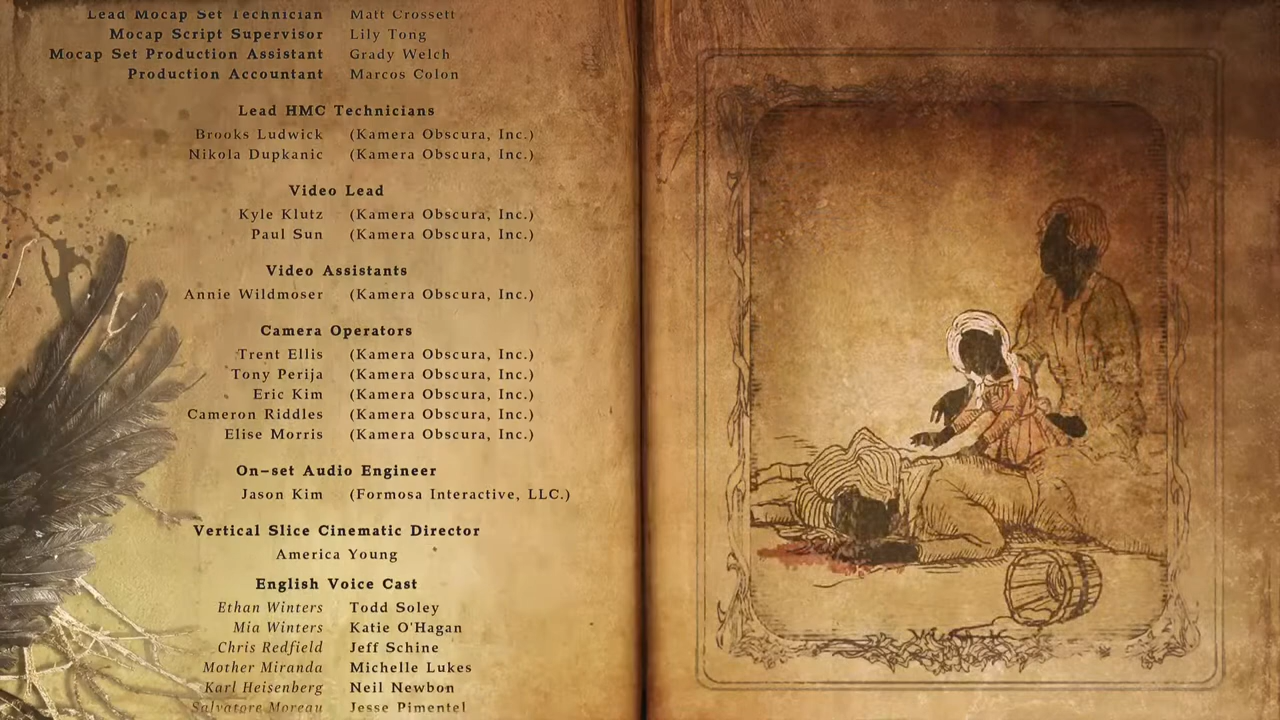 Lead Mocap Set Technician Matt Crossett
Mocap Script Supervisor Lily Tong
Mocap Set Production Assistant Grady Welch
Production Accountant Marcos Colon
Lead HMC Technicians
Brooks Ludwick (Kamera Obscura, Inc.)
Nikola Dupkanic (Kamera Obscura, Inc.)
Video Lead
Kyle Klutz (Kamera Obscura, Inc.)
Paul Sun (Kamera Obscura, Inc.)
Video Assistants
Annie Wildmoser (Kamera Obscura, Inc.)
Camera Operators
Trent Ellis (Kamera Obscura, Inc.)
Tony Perija (Kamera Obscura, Inc.)
Eric Kim (Kamera Obscura, Inc.)
Cameron Riddles (Kamera Obscura, Inc.)
Elise Morris (Kamera Obscura, Inc.)
On-set Audio Engineer
Jason Kim (Formosa Interactive, LLC.)
Vertical Slice Cinematic Director
America Young
English Voice Cast
Ethan Winters Todd Soley
Mia Winters Katie O'Hagan
Chris Redfield Jeff Schine
Mother Miranda Michelle Lukes
Karl Heisenberg Neil Newbon
Salvatore Moreau Jesse Pimentel